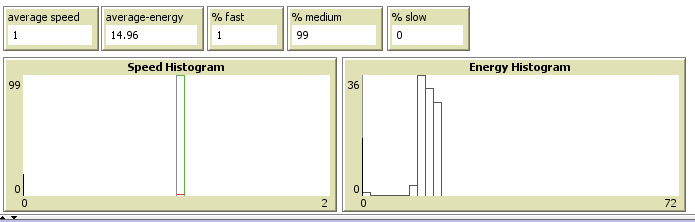 average speed average-energy % fast % medium % slow
1 14.96 1 99 0
Speed Histogram Energy Histogram
99 36
0 0
0 2 0 72